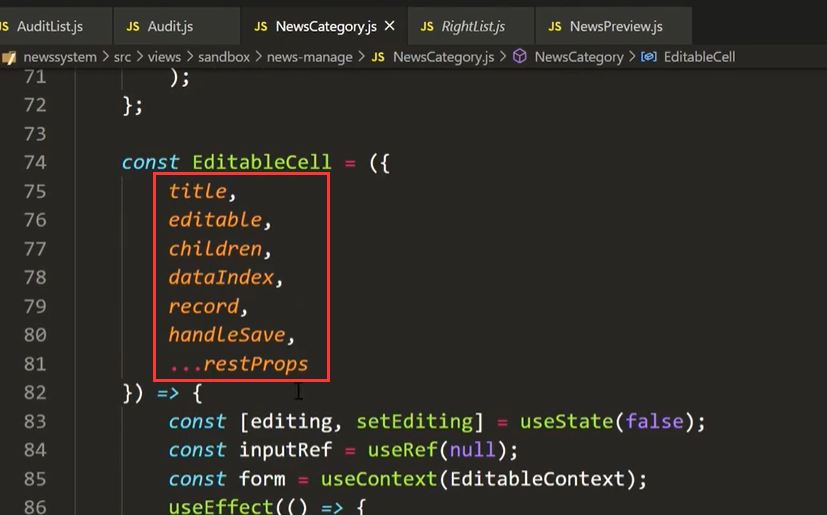 AuditList.js JS Audit.js JS NewsCategory.js × JS RightList.js JS NewsPreview.js
newssystem > src > views > sandbox > news-manage > JS NewsCategory.js > NewsCategory > EditableCell
71 );
72 };
73
74 const EditableCell = ({
75 title,
76 editable,
77 children,
78 dataIndex,
79 record,
80 handleSave,
81 ...restProps
82 }) => {
83 const [editing, setEditing] = useState(false);
84 const inputRef = useRef(null);
85 const form = useContext(EditableContext);
86 useEffect(() => {